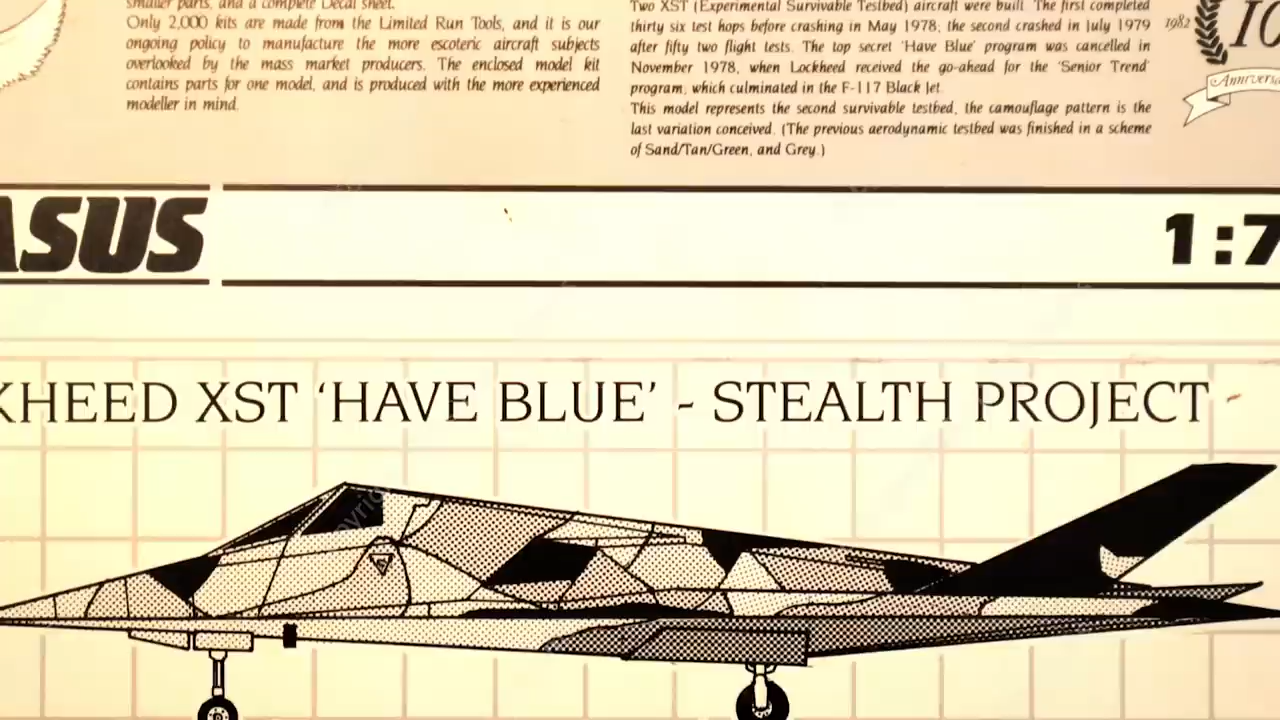 smaller parts, and a complete Decal sheet.
Only 2,000 kits are made from the Limited Run Tools, and it is our
ongoing policy to manufacture the more escoteric aircraft subjects
overlooked by the mass market producers. The enclosed model kit
contains parts for one model, and is produced with the more experienced
modeller in mind.
Two XST (Experimental Survivable Testbed) aircraft were built. The first completed
thirty six test hops before crashing in May 1978; the second crashed in July 1979
after fifty two flight tests. The top secret 'Have Blue' program was cancelled in
November 1978, when Lockheed received the go-ahead for the 'Senior Trend'
program, which culminated in the F-117 Black Jet.
This model represents the second survivable testbed, the camouflage pattern is the
last variation conceived. (The previous aerodynamic testbed was finished in a scheme
of Sand/Tan/Green, and Grey.)
1982
10
Anniversa
ASUS
1:7
KHEED XST 'HAVE BLUE' - STEALTH PROJECT -